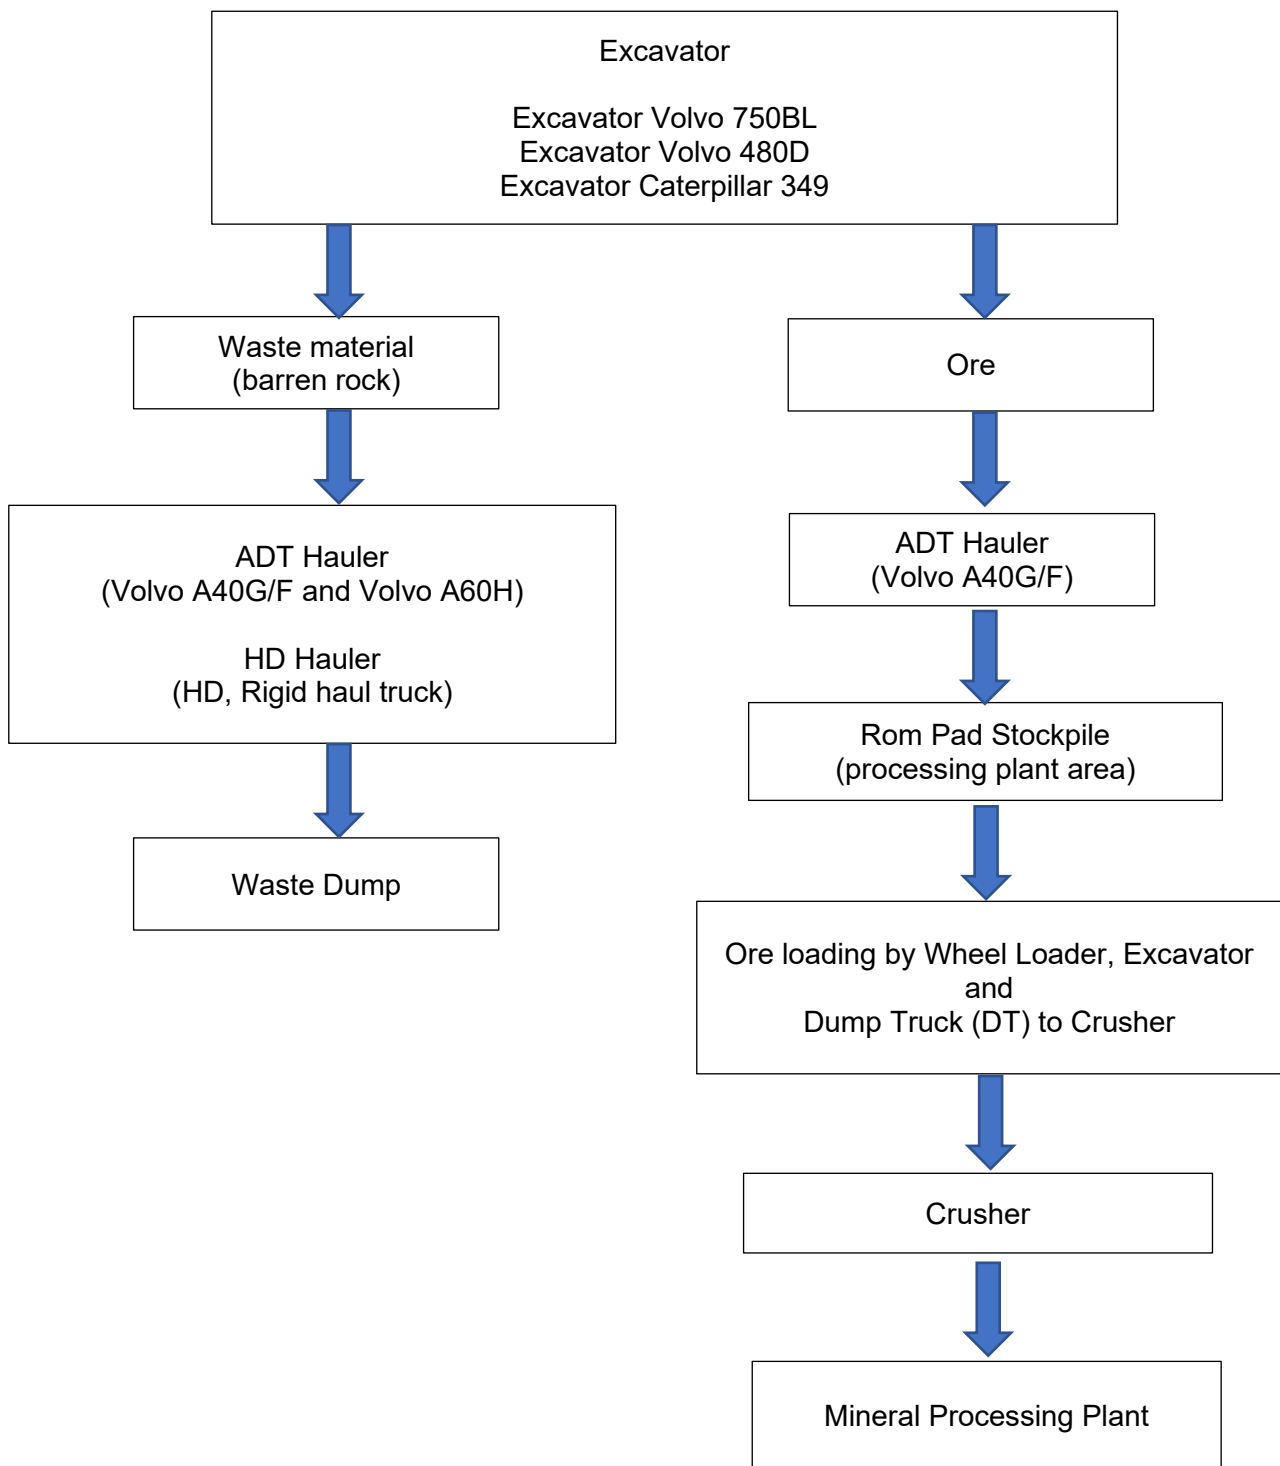 Excavator
Excavator Volvo 750BL
Excavator Volvo 480D
Excavator Caterpillar 349
Waste material
(barren rock)
Ore
ADT Hauler
(Volvo A40G/F and Volvo A60H)
HD Hauler
(HD, Rigid haul truck)
ADT Hauler
(Volvo A40G/F)
Rom Pad Stockpile
(processing plant area)
Waste Dump
Ore loading by Wheel Loader, Excavator
and
Dump Truck (DT) to Crusher
Crusher
Mineral Processing Plant